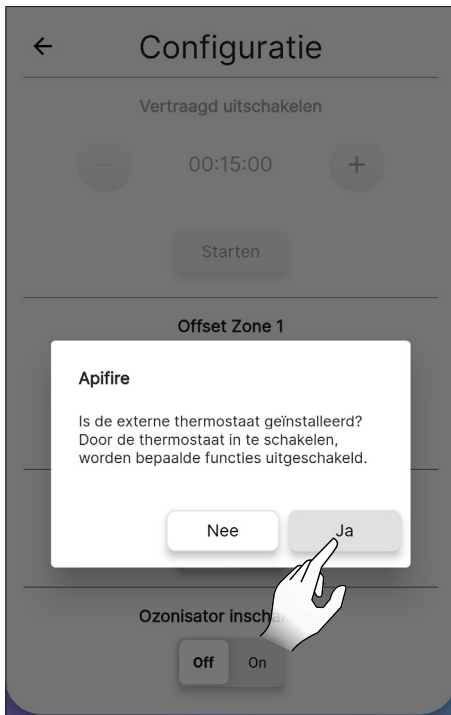 Configuratie
Vertraagd uitschakelen
00:15:00
Starten
Offset Zone 1
Apifire
Is de externe thermostaat geïnstalleerd?
Door de thermostaat in te schakelen,
worden bepaalde functies uitgeschakeld.
Nee Ja
Ozonisator
Off On